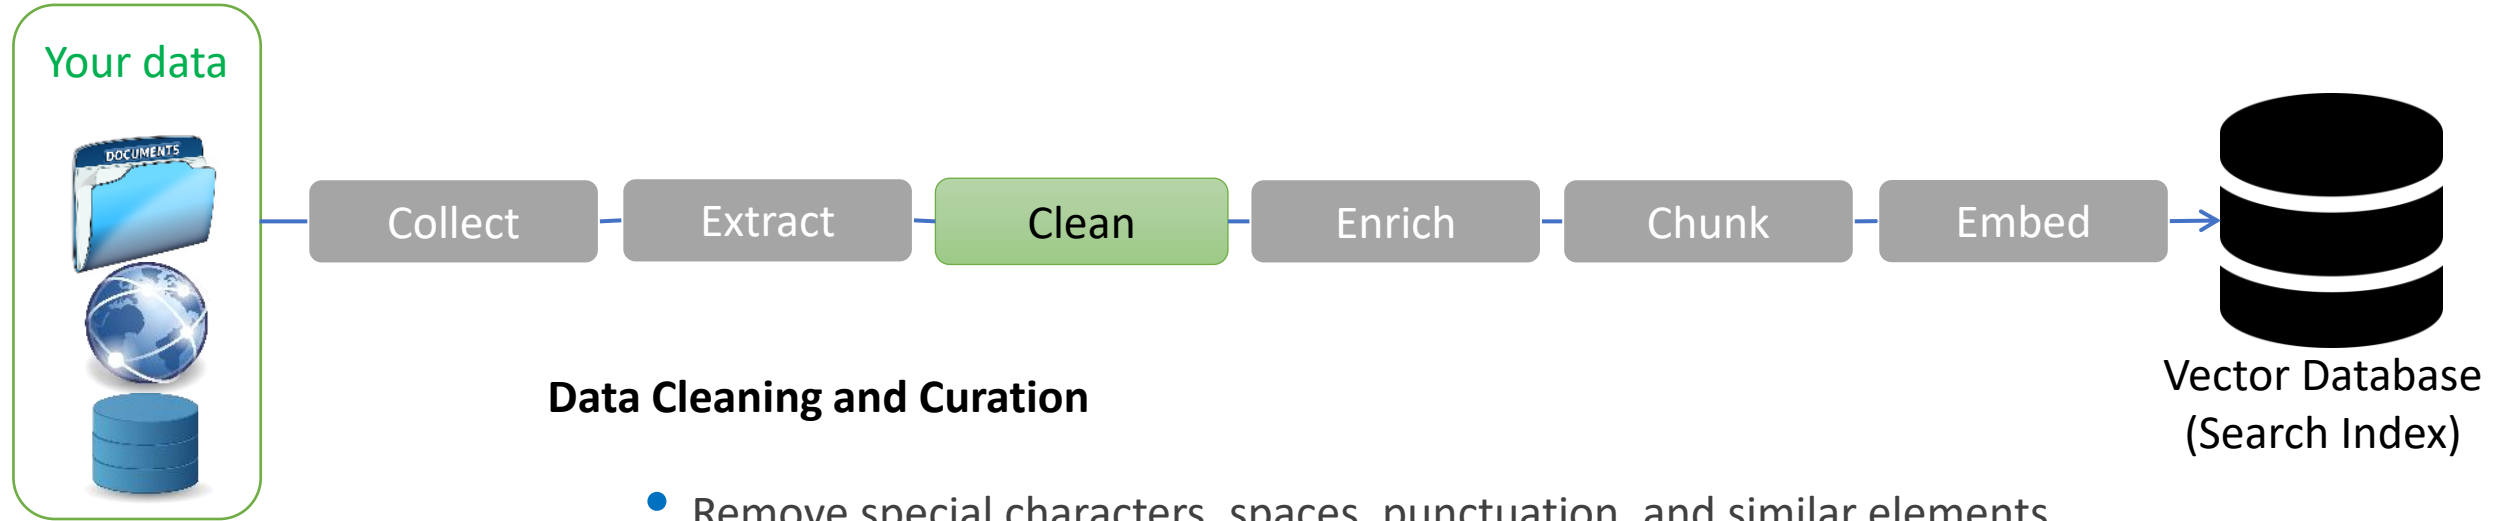 Your data
DOCUMENTS
Collect
Extract
Clean
Enrich
Chunk
Embed
Vector Database
(Search Index)
Data Cleaning and Curation
• Remove special characters, spaces, punctuation, and similar elements